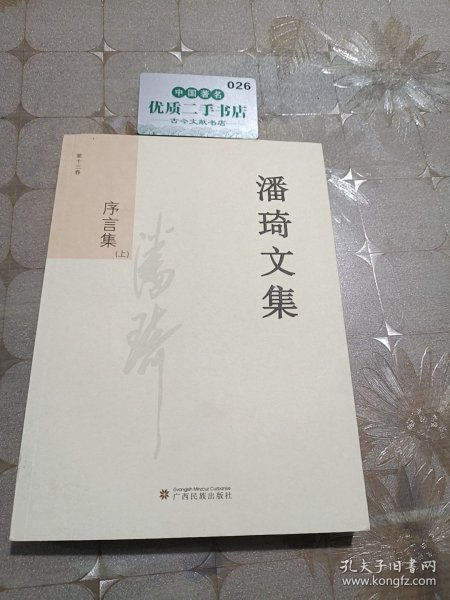 026
中国著名
优质二手书店
古今文献书店
第十三卷
序言集
(上)
潘琦文集
潘琦
Guangxi Minzu Chubanshe
广西民族出版社
孔夫子旧书网
www.kongfz.com